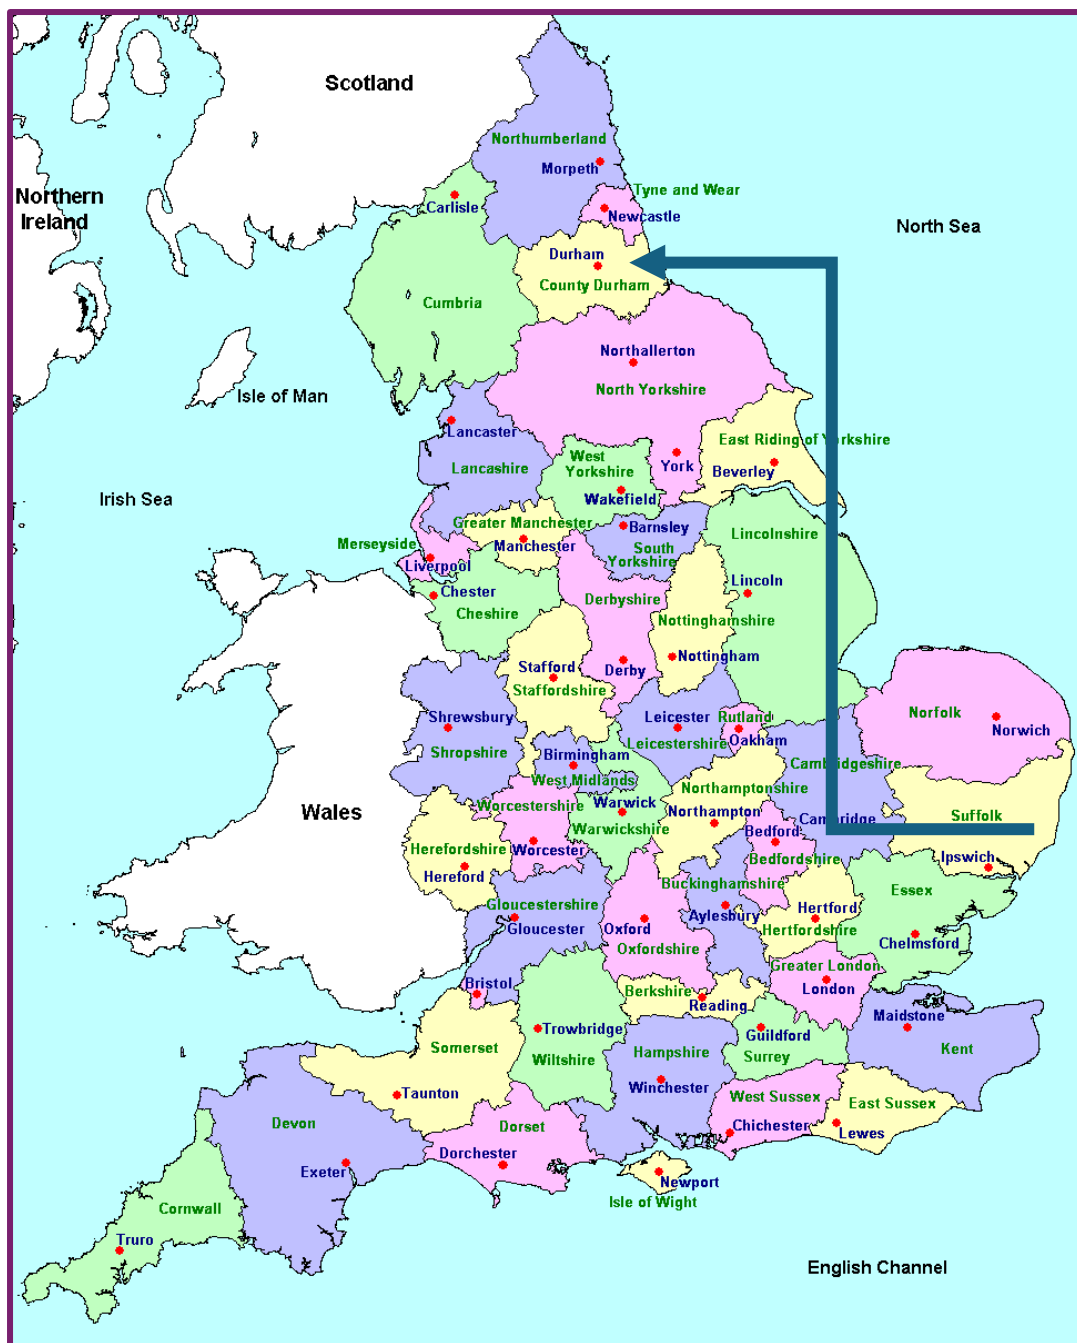 Scotland
Northumberland
Morpeth
Northern
Ireland
Carlisle
Tyne and Wear
Newcastle
North Sea
Durham
County Durham
Cumbria
Northallerton
North Yorkshire
Isle of Man
Lancaster
East Riding of Yorkshire
Lancashire
West
Yorkshire
York
Beverley
Irish Sea
Wakefield
Greater Manchester
Barnsley
Lincolnshire
Merseyside
Manchester
South
Yorkshire
Liverpool
Chester
Cheshire
Derbyshire
Lincoln
Nottinghamshire
Stafford
Derby
Nottingham
Staffordshire
Shrewsbury
Leicester
Rutland
Norfolk
Norwich
Shropshire
Leicestershire
Oakham
Birmingham
Cambridgeshire
West Midlands
Northamptonshire
Wales
Worcestershire
Warwick
Northampton
Cambridge
Suffolk
Warwickshire
Bedford
Herefordshire
Worcester
Bedfordshire
Ipswich
Hereford
Buckinghamshire
Essex
Gloucestershire
Aylesbury
Hertford
Gloucester
Oxford
Hertfordshire
Oxfordshire
Chelmsford
Greater London
Bristol
Berkshire
London
Reading
Maidstone
Trowbridge
Guildford
Somerset
Wiltshire
Hampshire
Surrey
Kent
Taunton
Winchester
West Sussex
East Sussex
Devon
Dorset
Chichester
Lewes
Exeter
Dorchester
Newport
Isle of Wight
Cornwall
Truro
English Channel